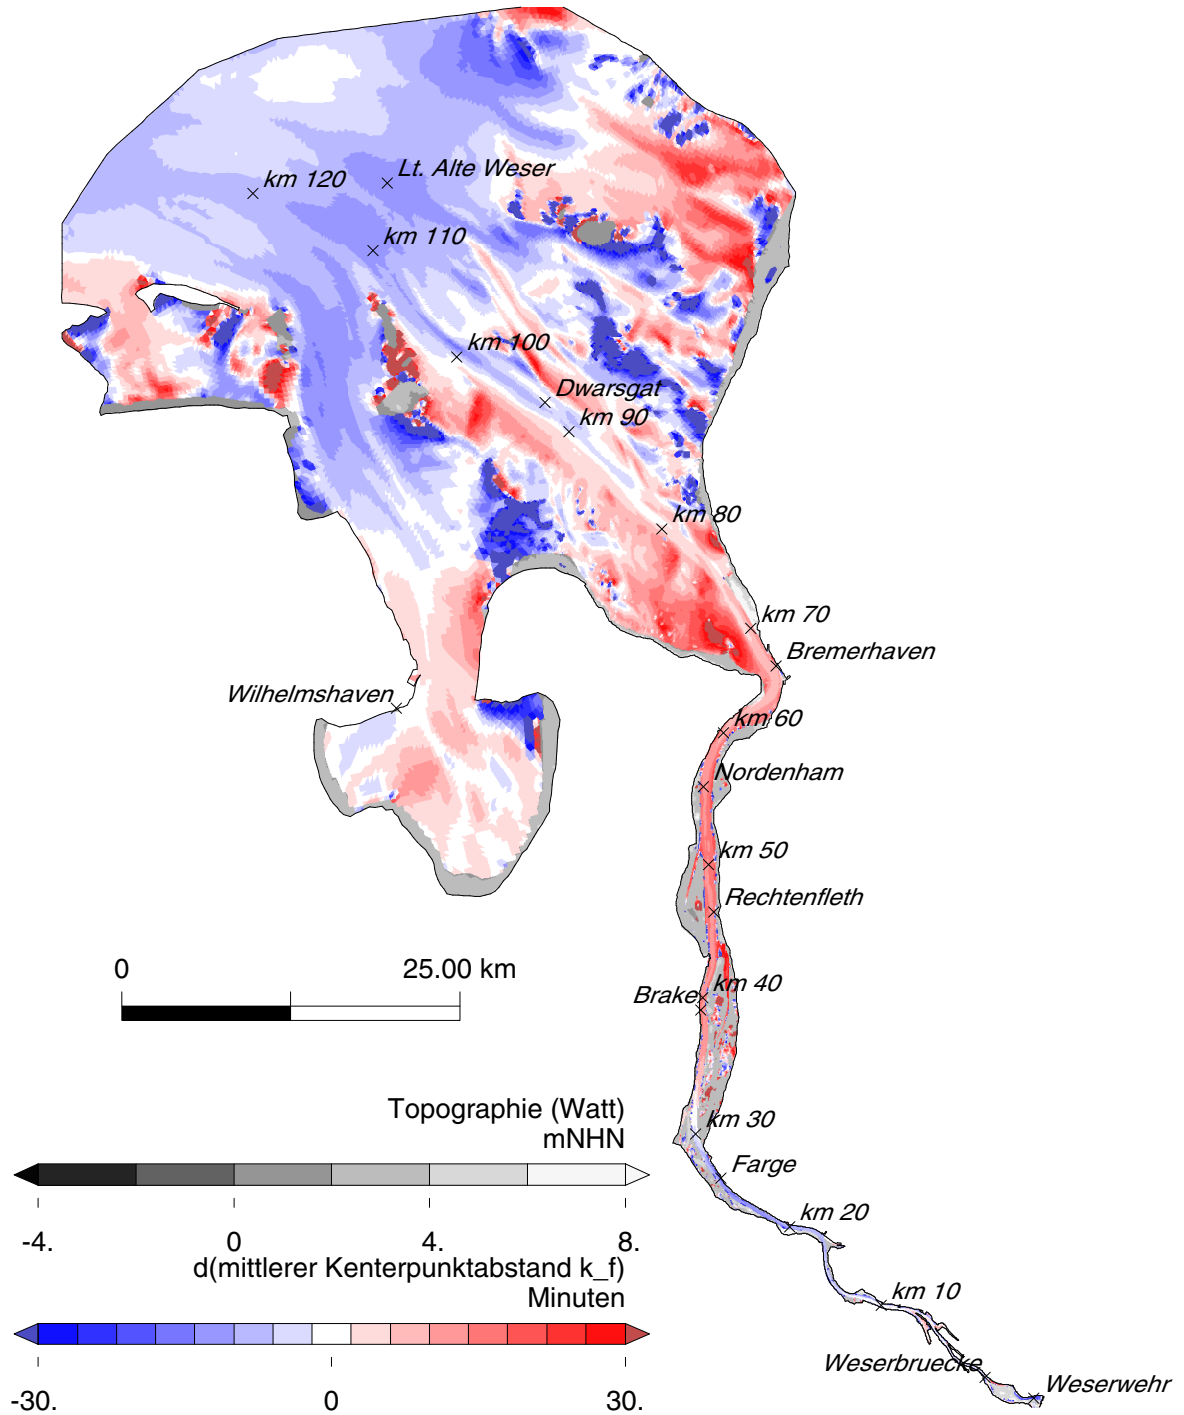 km 120
Lt. Alte Weser
km 110
km 100
Dwarsgat
km 90
km 80
km 70
Bremerhaven
Wilhelmshaven
km 60
Nordenham
km 50
Rechtenfleth
0 25.00 km
km 40
Brake
Topographie (Watt)
mNHN
km 30
Farge
-4. 0 4. 8.
km 20
d(mittlerer Kenterpunktabstand k_f)
Minuten
km 10
Weserbruecke
Weserwehr
-30. 0 30.